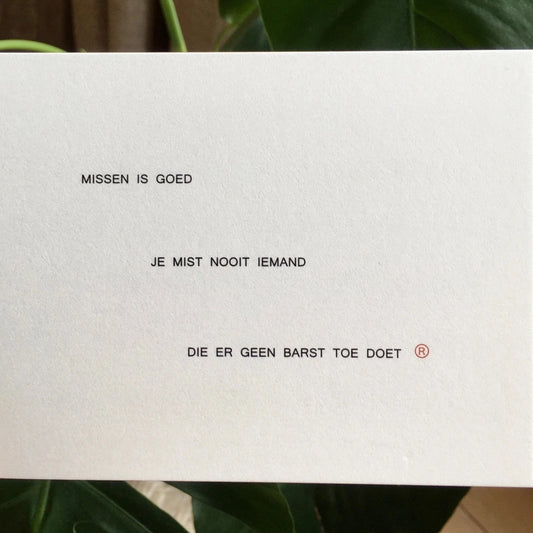 MISSEN IS GOED
JE MIST NOOIT IEMAND
DIE ER GEEN BARST TOE DOET ®